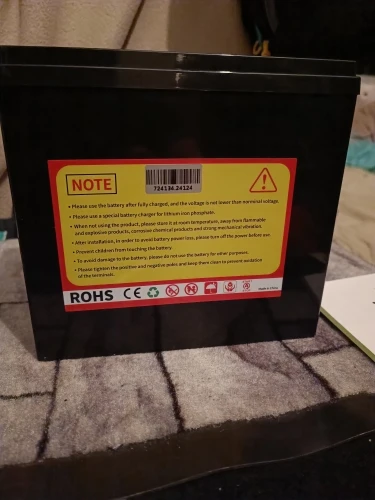 NOTE
724134.24124
• Please use the battery after fully charged, and the voltage is not lower than norminal voltage.
• Please use a special battery charger for lithium iron phosphate.
• When not using the product, please store it at room temperature, away from flammable
and explosive products, corrosive chemical products and strong mechanical vibration.
• After installation, in order to avoid battery power loss, please turn off the power before use
• Prevent children from touching the battery.
• To avoid damage to the battery, please do not use the battery for other purposes.
• Please tighten the positive and negative poles and keep them clean to prevent oxidation
of the terminals.
ROHS CE Made in China